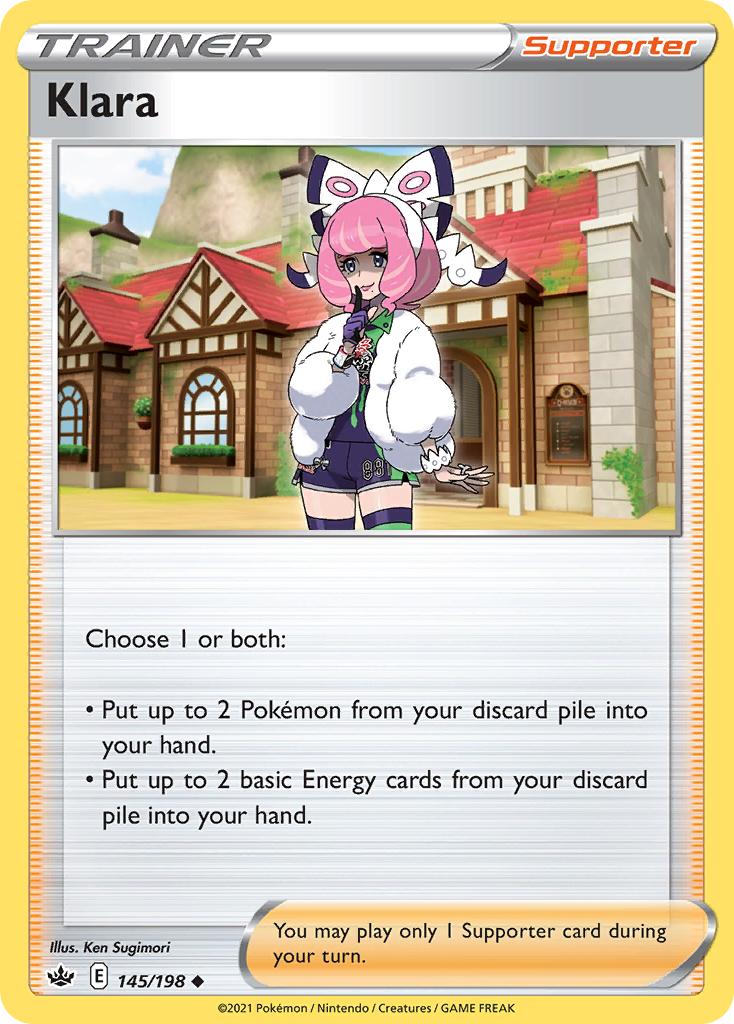 TRAINER
Supporter
Klara
Choose 1 or both:
• Put up to 2 Pokémon from your discard pile into
your hand.
• Put up to 2 basic Energy cards from your discard
pile into your hand.
You may play only 1 Supporter card during
your turn.
Illus. Ken Sugimori
E 145/198
©2021 Pokémon / Nintendo / Creatures / GAME FREAK